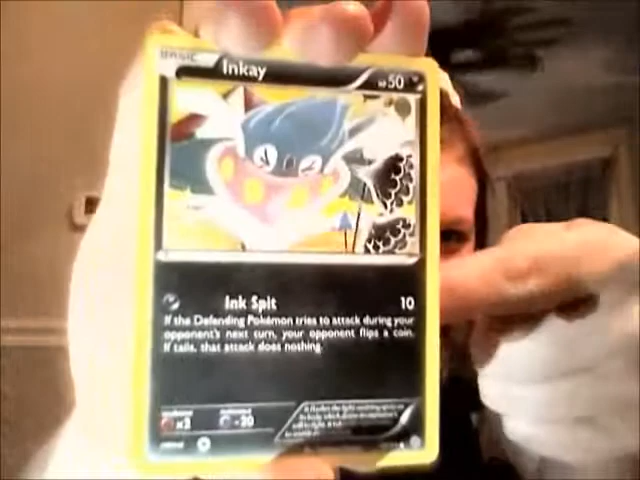 BASIC
Inkay
HP50
Ink Spit 10
If the Defending Pokémon tries to attack during your
opponent's next turn, your opponent flips a coin.
If tails, that attack does nothing.
weakness
x2
resistance
-20